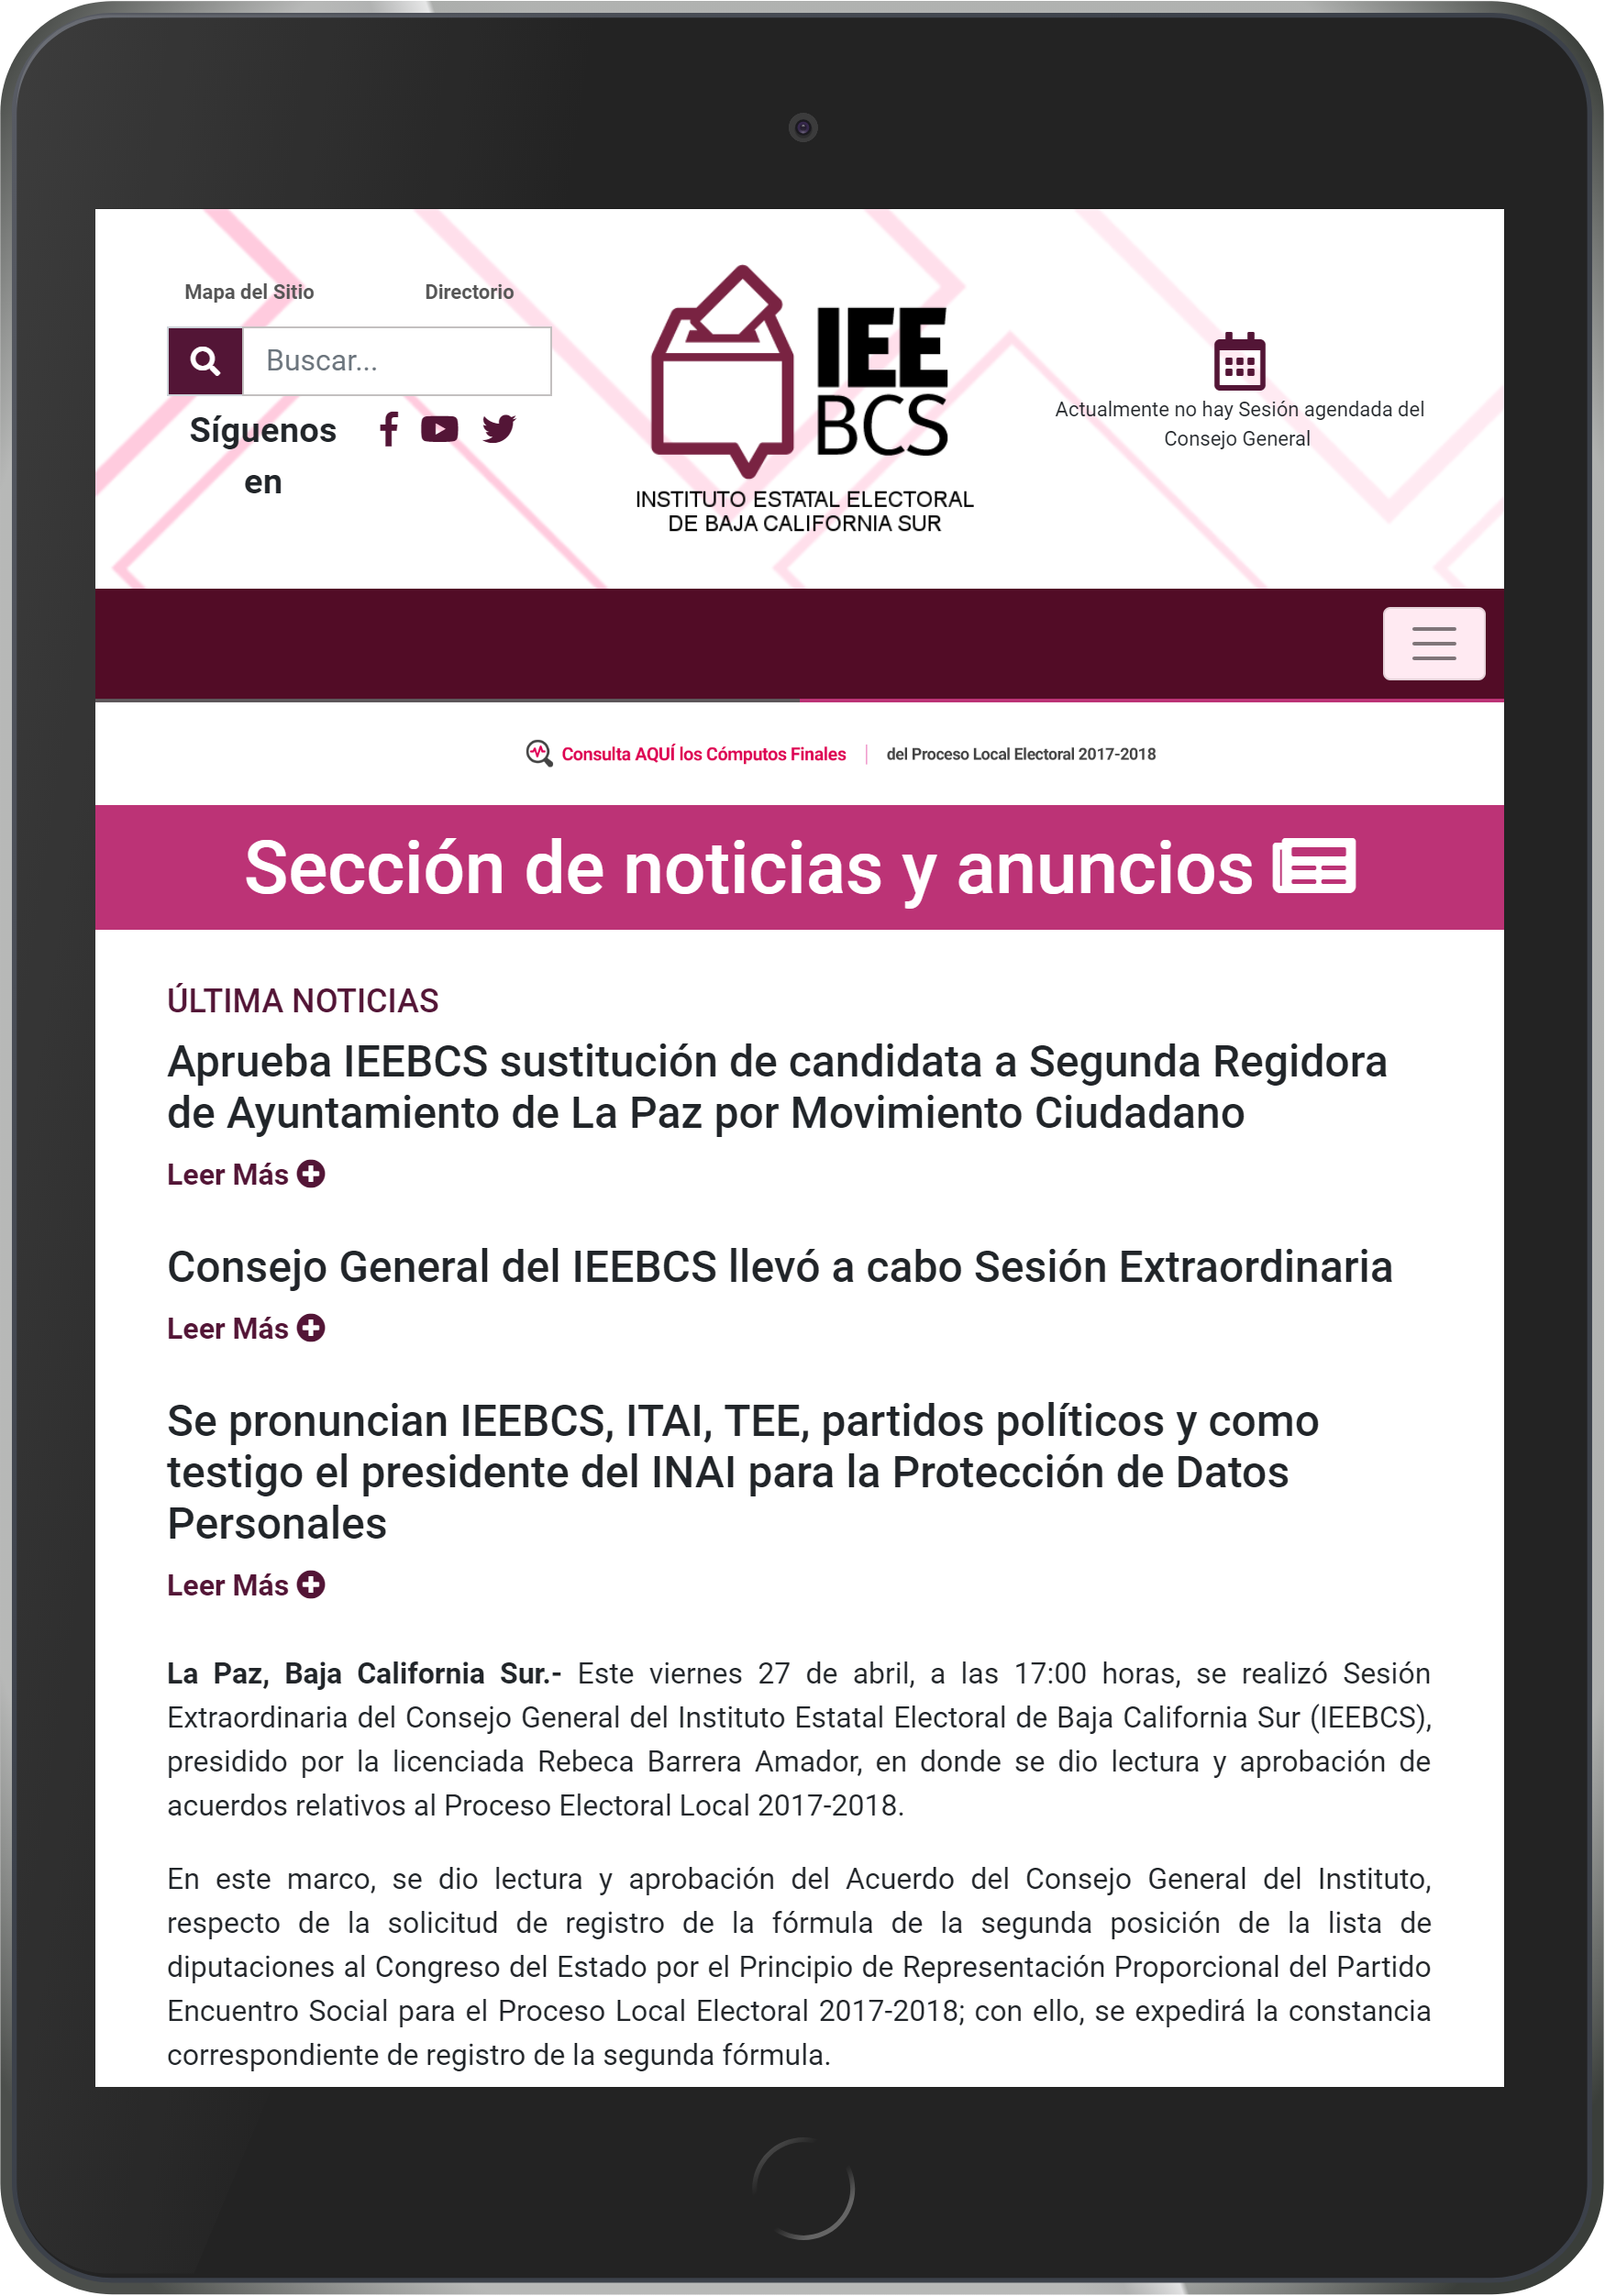 Mapa del Sitio
Directorio
Buscar...
Síguenos
en
IEE
BCS
INSTITUTO ESTATAL ELECTORAL
DE BAJA CALIFORNIA SUR
Actualmente no hay Sesión agendada del
Consejo General
Consulta AQUÍ los Cómputos Finales | del Proceso Local Electoral 2017-2018
Sección de noticias y anuncios
ÚLTIMA NOTICIAS
Aprueba IEEBCS sustitución de candidata a Segunda Regidora
de Ayuntamiento de La Paz por Movimiento Ciudadano
Leer Más
Consejo General del IEEBCS llevó a cabo Sesión Extraordinaria
Leer Más
Se pronuncian IEEBCS, ITAI, TEE, partidos políticos y como
testigo el presidente del INAI para la Protección de Datos
Personales
Leer Más
La Paz, Baja California Sur.- Este viernes 27 de abril, a las 17:00 horas, se realizó Sesión
Extraordinaria del Consejo General del Instituto Estatal Electoral de Baja California Sur (IEEBCS),
presidido por la licenciada Rebeca Barrera Amador, en donde se dio lectura y aprobación de
acuerdos relativos al Proceso Electoral Local 2017-2018.
En este marco, se dio lectura y aprobación del Acuerdo del Consejo General del Instituto,
respecto de la solicitud de registro de la fórmula de la segunda posición de la lista de
diputaciones al Congreso del Estado por el Principio de Representación Proporcional del Partido
Encuentro Social para el Proceso Local Electoral 2017-2018; con ello, se expedirá la constancia
correspondiente de registro de la segunda fórmula.